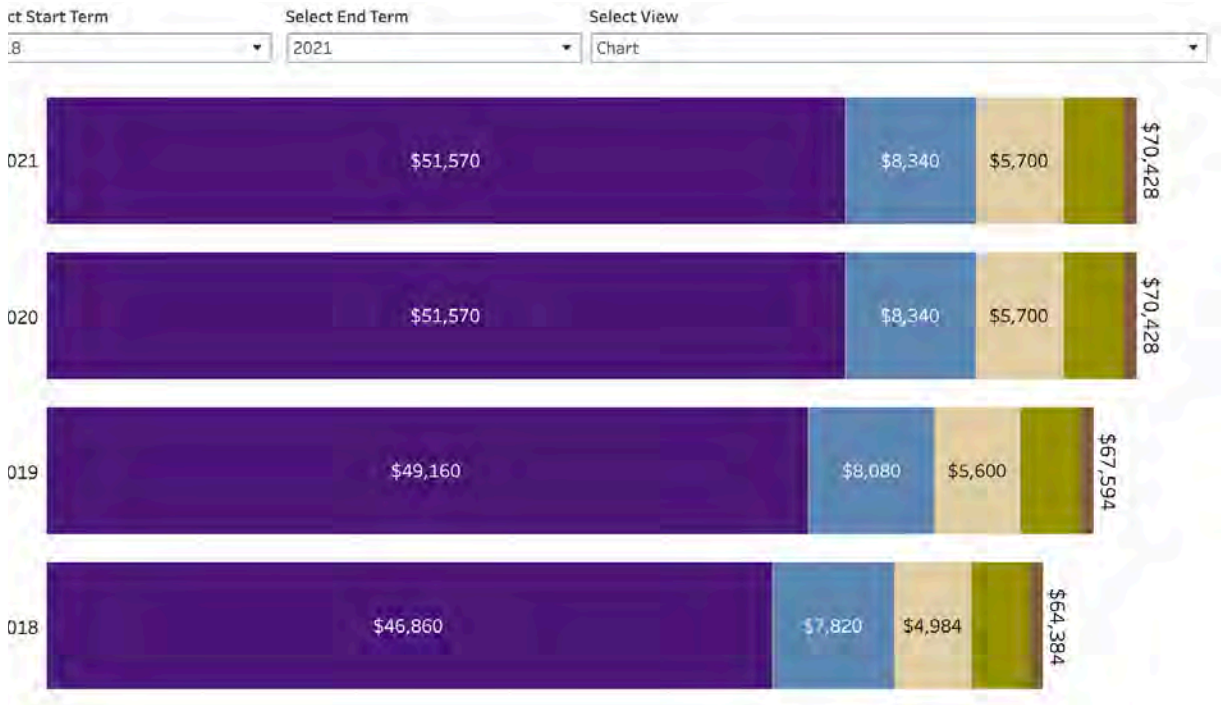 ct Start Term Select End Term Select View
.8 2021 Chart
021 $51,570 $8,340 $5,700 $70,428
020 $51,570 $8,340 $5,700 $70,428
019 $49,160 $8,080 $5,600 $67,594
018 $46,860 $7,820 $4,984 $64,384